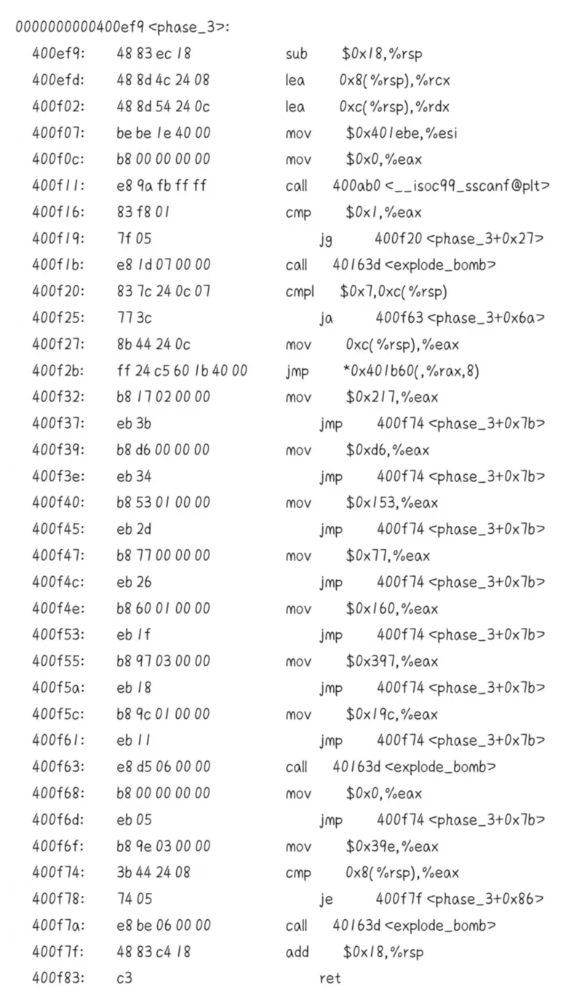 0000000000400ef9 <phase_3>:
400ef9: 48 83 ec 18 sub $0x18,%rsp
400efd: 48 8d 4c 24 08 lea 0x8(%rsp),%rcx
400f02: 48 8d 54 24 0c lea 0xc(%rsp),%rdx
400f07: be be 1e 40 00 mov $0x401ebe,%esi
400f0c: b8 00 00 00 00 mov $0x0,%eax
400f11: e8 9a fb ff ff call 400ab0 <__isoc99_sscanf@plt>
400f16: 83 f8 01 cmp $0x1,%eax
400f19: 7f 05 jg 400f20 <phase_3+0x27>
400f1b: e8 1d 07 00 00 call 40163d <explode_bomb>
400f20: 83 7c 24 0c 07 cmpl $0x7,0xc(%rsp)
400f25: 77 3c ja 400f63 <phase_3+0x6a>
400f27: 8b 44 24 0c mov 0xc(%rsp),%eax
400f2b: ff 24 c5 60 1b 40 00 jmp *0x401b60(,%rax,8)
400f32: b8 17 02 00 00 mov $0x217,%eax
400f37: eb 3b jmp 400f74 <phase_3+0x7b>
400f39: b8 d6 00 00 00 mov $0xd6,%eax
400f3e: eb 34 jmp 400f74 <phase_3+0x7b>
400f40: b8 53 01 00 00 mov $0x153,%eax
400f45: eb 2d jmp 400f74 <phase_3+0x7b>
400f47: b8 77 00 00 00 mov $0x77,%eax
400f4c: eb 26 jmp 400f74 <phase_3+0x7b>
400f4e: b8 60 01 00 00 mov $0x160,%eax
400f53: eb 1f jmp 400f74 <phase_3+0x7b>
400f55: b8 97 03 00 00 mov $0x397,%eax
400f5a: eb 18 jmp 400f74 <phase_3+0x7b>
400f5c: b8 9c 01 00 00 mov $0x19c,%eax
400f61: eb 11 jmp 400f74 <phase_3+0x7b>
400f63: e8 d5 06 00 00 call 40163d <explode_bomb>
400f68: b8 00 00 00 00 mov $0x0,%eax
400f6d: eb 05 jmp 400f74 <phase_3+0x7b>
400f6f: b8 9e 03 00 00 mov $0x39e,%eax
400f74: 3b 44 24 08 cmp 0x8(%rsp),%eax
400f78: 74 05 je 400f7f <phase_3+0x86>
400f7a: e8 be 06 00 00 call 40163d <explode_bomb>
400f7f: 48 83 c4 18 add $0x18,%rsp
400f83: c3 ret